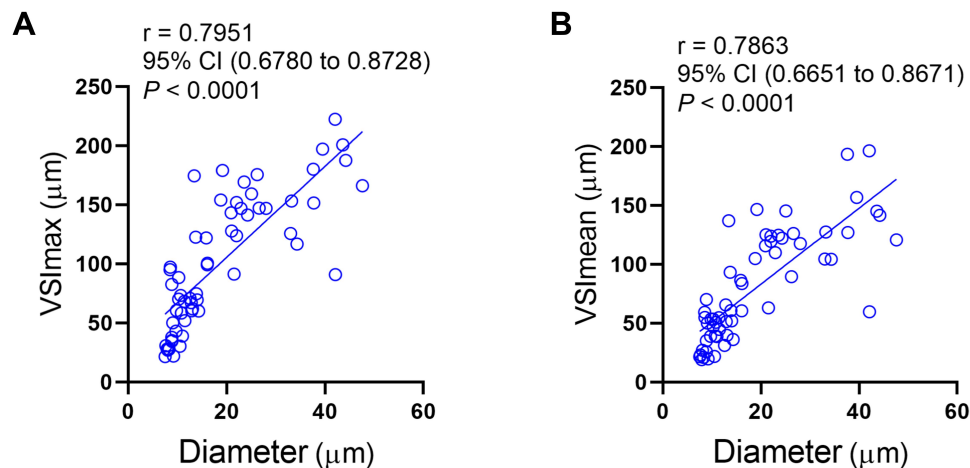 A
r = 0.7951
95% CI (0.6780 to 0.8728)
P < 0.0001
VSImax (μm)
250
200
150
100
50
0
0 20 40 60
Diameter (μm)
B
r = 0.7863
95% CI (0.6651 to 0.8671)
P < 0.0001
VSImean (μm)
250
200
150
100
50
0
0 20 40 60
Diameter (μm)